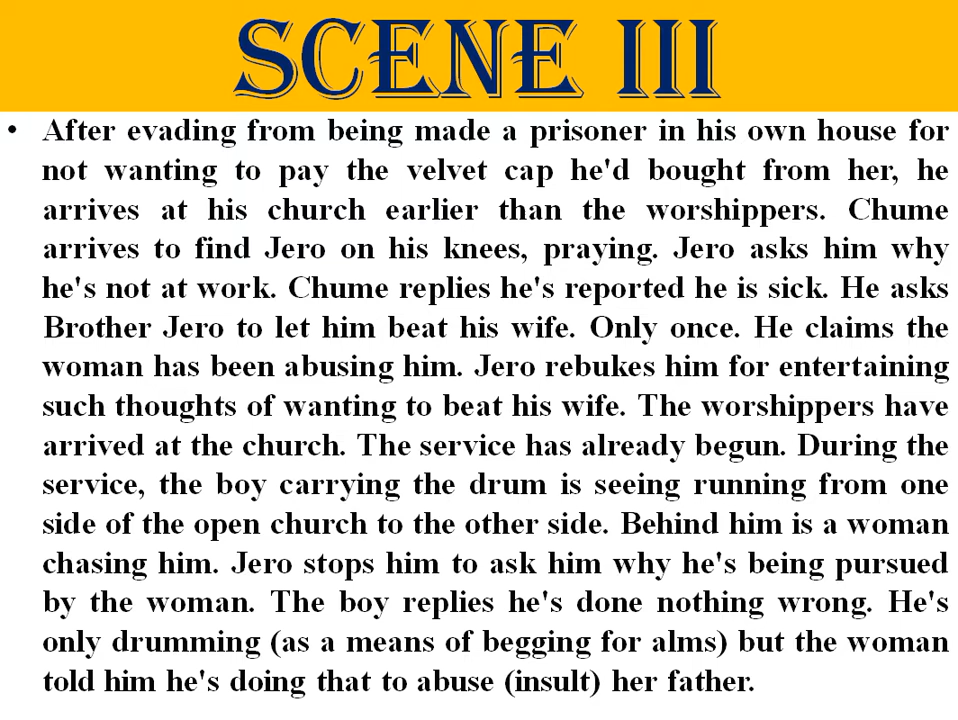 SCENE III
• After evading from being made a prisoner in his own house for
not wanting to pay the velvet cap he'd bought from her, he
arrives at his church earlier than the worshippers. Chume
arrives to find Jero on his knees, praying. Jero asks him why
he's not at work. Chume replies he's reported he is sick. He asks
Brother Jero to let him beat his wife. Only once. He claims the
woman has been abusing him. Jero rebukes him for entertaining
such thoughts of wanting to beat his wife. The worshippers have
arrived at the church. The service has already begun. During the
service, the boy carrying the drum is seeing running from one
side of the open church to the other side. Behind him is a woman
chasing him. Jero stops him to ask him why he's being pursued
by the woman. The boy replies he's done nothing wrong. He's
only drumming (as a means of begging for alms) but the woman
told him he's doing that to abuse (insult) her father.